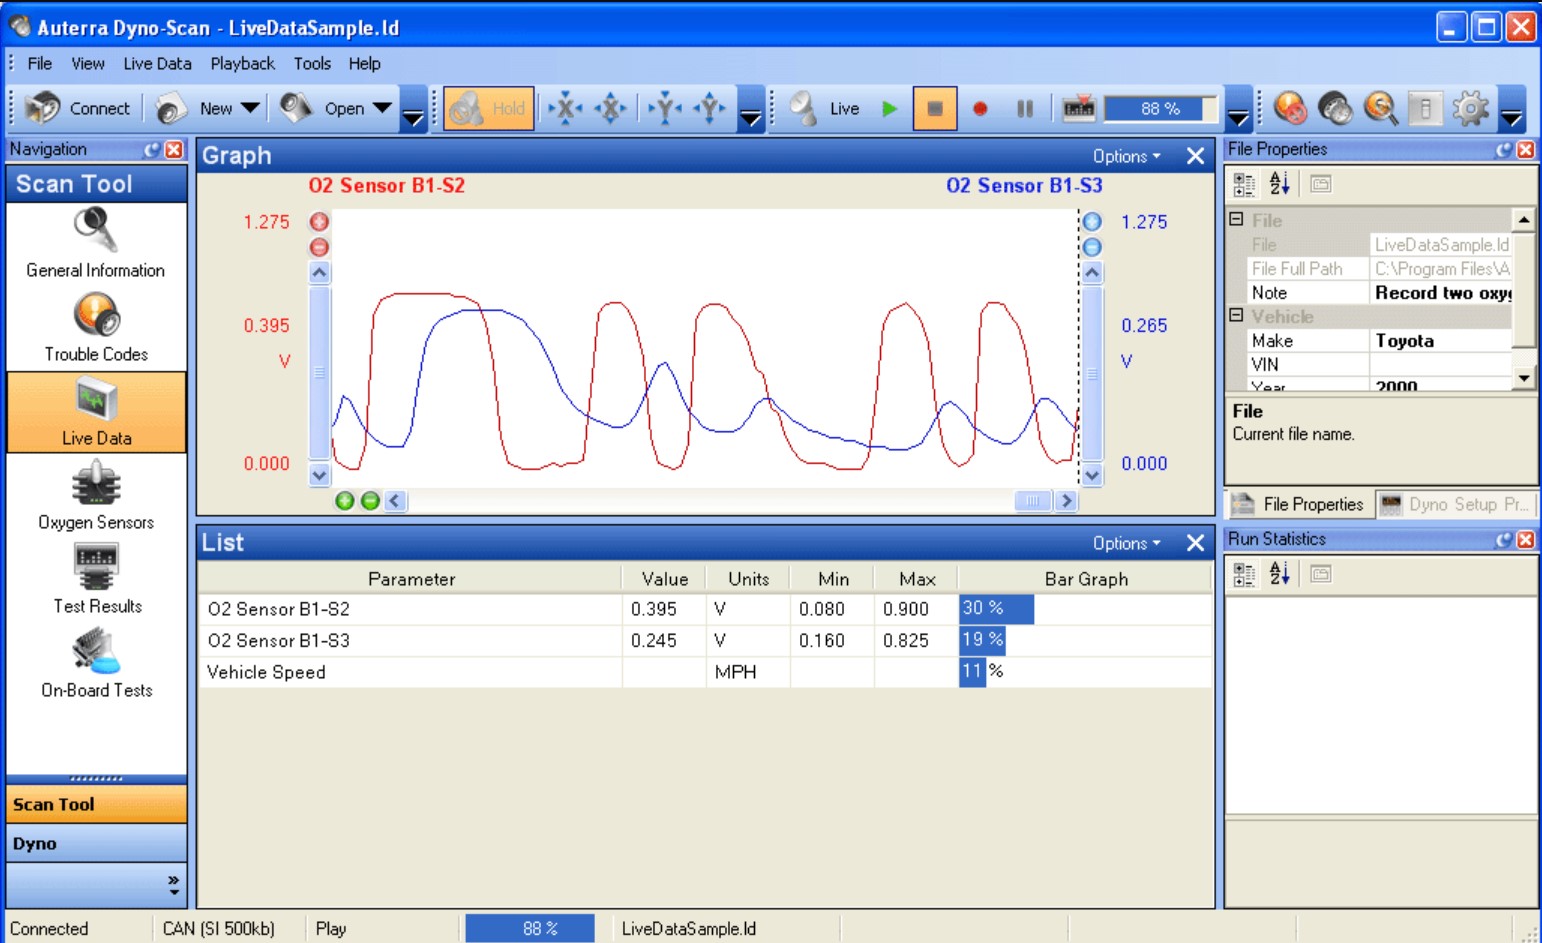 Auterra Dyno-Scan - LiveDataSample.ld
File View Live Data Playback Tools Help
Connect New Open Hold Live 88 %
Navigation
Scan Tool
General Information
Trouble Codes
Live Data
Oxygen Sensors
Test Results
On-Board Tests
Scan Tool
Dyno
Graph Options
O2 Sensor B1-S2 O2 Sensor B1-S3
1.275 1.275
0.395 0.265
V V
0.000 0.000
List Options
Parameter Value Units Min Max Bar Graph
O2 Sensor B1-S2 0.395 V 0.080 0.900 30 %
O2 Sensor B1-S3 0.245 V 0.160 0.825 19 %
Vehicle Speed MPH 11 %
File Properties
File
File LiveDataSample.ld
File Full Path C:\Program Files\A
Note Record two oxyg
Vehicle
Make Toyota
VIN
Year 2000
File
Current file name.
File Properties Dyno Setup Pr...
Run Statistics
Connected CAN (SI 500kb) Play 88 % LiveDataSample.ld